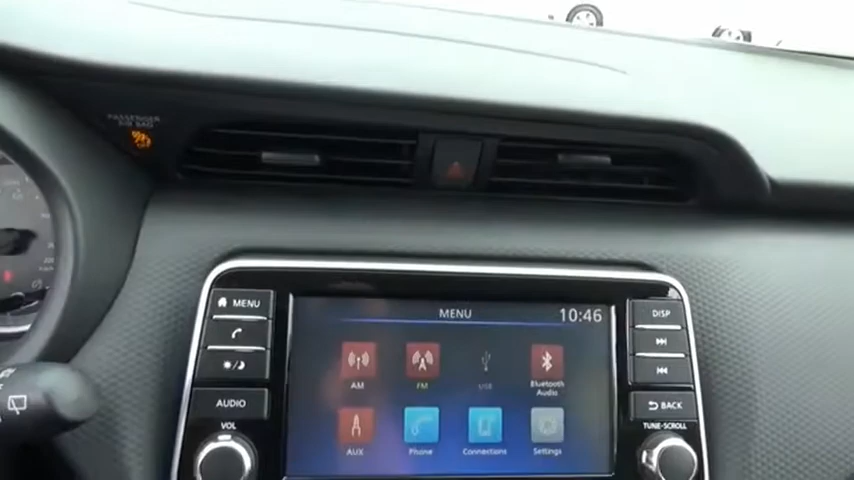 PASSENGER
AIR BAG
MENU
MENU
10:46
DISP
AM
FM
USB
Bluetooth
Audio
AUDIO
BACK
AUX
Phone
Connections
Settings
VOL
TUNE·SCROLL